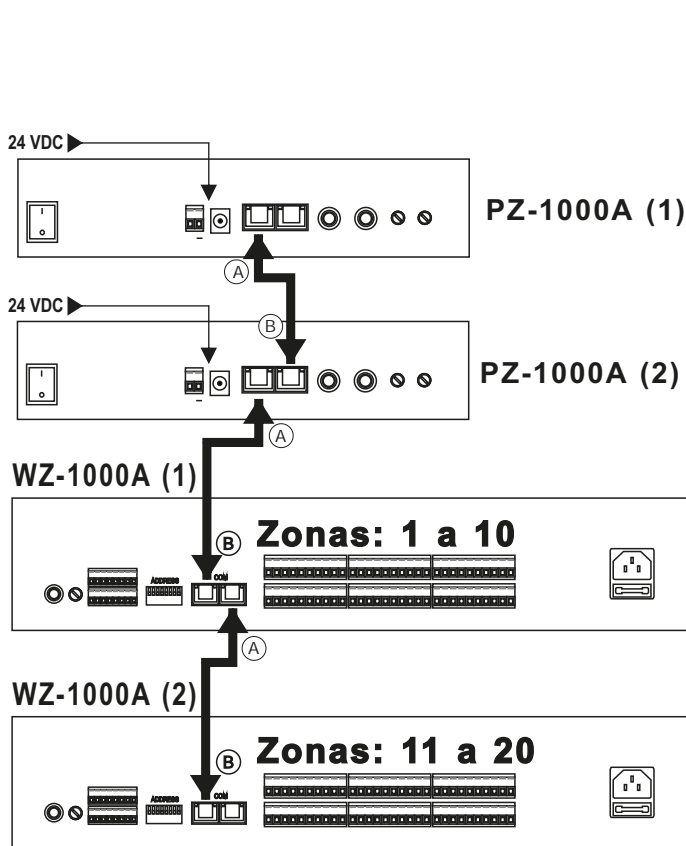 24 VDC
PZ-1000A (1)
A
24 VDC
B
PZ-1000A (2)
A
WZ-1000A (1)
B Zonas: 1 a 10
ADDRESS COM
A
WZ-1000A (2)
B Zonas: 11 a 20
ADDRESS COM